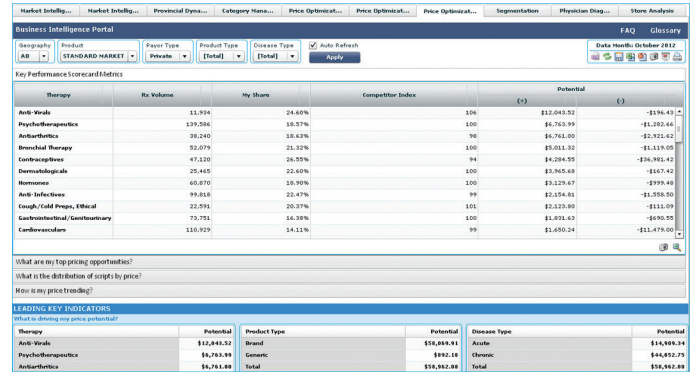 Market Intellig... Market Intellig... Provincial Dyna... Category Mana... Price Optimizat... Price Optimizat... Price Optimizat... Segmentation Physician Diag... Store Analysis
Business Intelligence Portal FAQ Glossary
Geography Product Payor Type Product Type Disease Type Auto Refresh Data Month: October 2012
AB STANDARD MARKET Private [Total] [Total] Apply
Key Performance Scorecard Metrics
Therapy Rx Volume My Share Competitor Index Potential
(+) (-)
Anti-Virals 11,934 24.60% 106 $12,043.52 -$196.43
Psychotherapeutics 139,586 18.57% 100 $6,763.99 -$1,282.66
Antiarthritics 38,240 18.63% 98 $6,761.00 -$2,921.62
Bronchial Therapy 52,079 21.32% 100 $5,011.32 -$1,119.05
Contraceptives 47,120 26.55% 94 $4,284.55 -$36,981.42
Dermatologicals 25,465 22.60% 100 $3,965.68 -$167.42
Hormones 60,870 18.90% 100 $3,129.67 -$999.48
Anti-Infectives 99,818 22.47% 99 $2,154.81 -$1,558.50
Cough/Cold Preps, Ethical 22,591 20.37% 101 $2,123.80 -$111.09
Gastrointestinal/Genitourinary 73,751 16.38% 100 $1,831.63 -$690.55
Cardiovasculars 110,929 14.11% 99 $1,650.24 -$11,479.00
What are my top pricing opportunities?
What is the distribution of scripts by price?
How is my price trending?
LEADING KEY INDICATORS
What is driving my price potential?
Therapy Potential Product Type Potential Disease Type Potential
Anti-Virals $12,043.52 Brand $58,069.91 Acute $14,909.34
Psychotherapeutics $6,763.99 Generic $892.18 Chronic $44,052.75
Antiarthritics $6,761.00 Total $58,962.08 Total $58,962.08